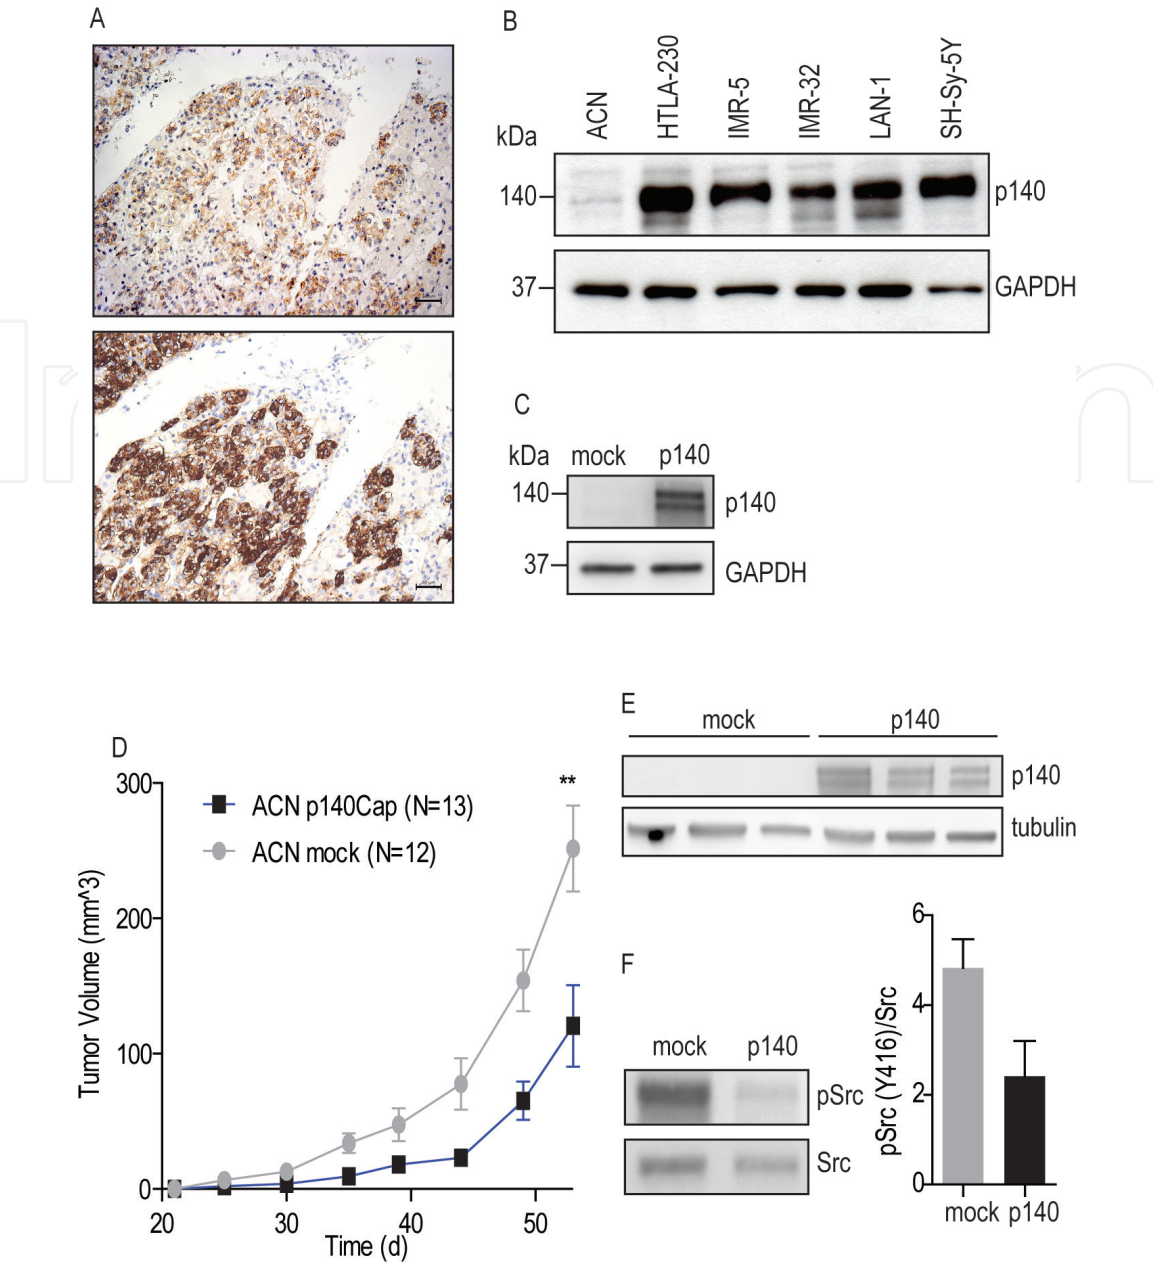 A
B
ACN
HTLA-230
IMR-5
IMR-32
LAN-1
SH-Sy-5Y
kDa
140
p140
37
GAPDH
C
kDa mock p140
140
p140
37
GAPDH
D
300
200
100
0
20 30 40 50
Tumor Volume (mm^3)
Time (d)
ACN p140Cap (N=13)
ACN mock (N=12)
**
E
mock p140
p140
tubulin
F
mock p140
pSrc
Src
6
4
2
0
pSrc (Y416)/Src
mock p140